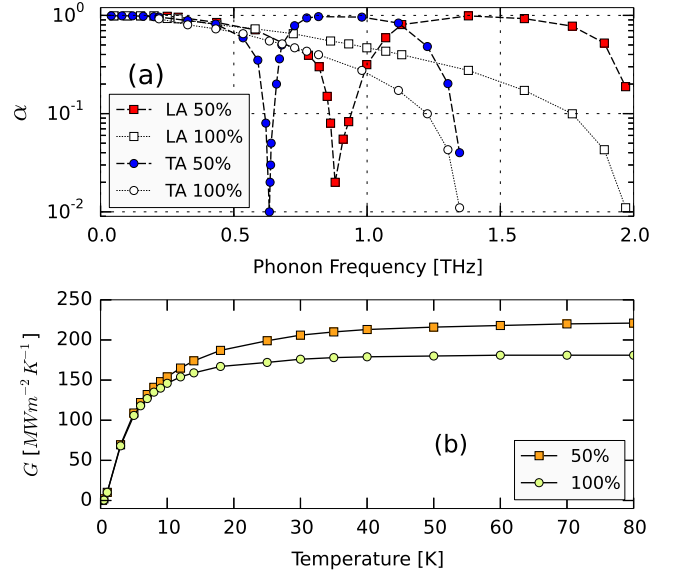 10^0
10^{-1}
10^{-2}
α
(a)
LA 50%
LA 100%
TA 50%
TA 100%
0.0 0.5 1.0 1.5 2.0
Phonon Frequency [THz]
250
200
150
100
50
0
G [MWm^{-2} K^{-1}]
(b)
50%
100%
0 10 20 30 40 50 60 70 80
Temperature [K]